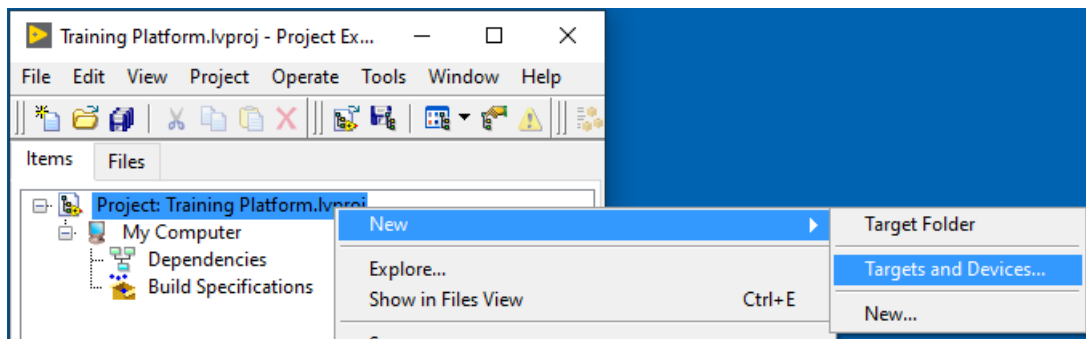 Training Platform.lvproj - Project Ex...
File Edit View Project Operate Tools Window Help
Items Files
Project: Training Platform.lvproj
My Computer
Dependencies
Build Specifications
New
Explore...
Show in Files View Ctrl+E
Target Folder
Targets and Devices...
New...